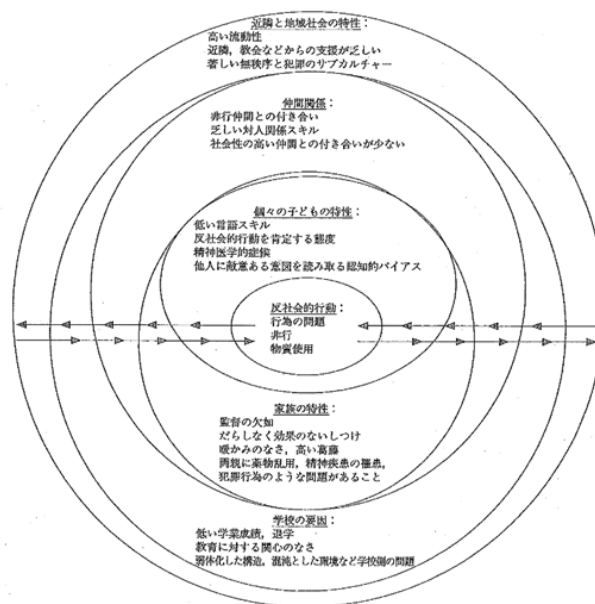 近隣と地域社会の特性：
高い流動性
近隣，教会などからの支援が乏しい
著しい無秩序と犯罪のサブカルチャー
仲間関係：
非行仲間との付き合い
乏しい対人関係スキル
社会性の高い仲間との付き合いが少ない
個々の子どもの特性：
低い言語スキル
反社会的行動を肯定する態度
精神医学的症候
他人に敵意ある意図を読み取る認知的バイアス
反社会的行動：
行為の問題
非行
物質使用
家族の特性：
監督の欠如
だらしなく効果のないしつけ
暖かみのなさ，高い葛藤
両親に薬物乱用，精神疾患の罹患，
犯罪行為のような問題があること
学校の要因：
低い学業成績，退学
教育に対する関心のなさ
弱体化した構造，混沌とした環境など学校側の問題